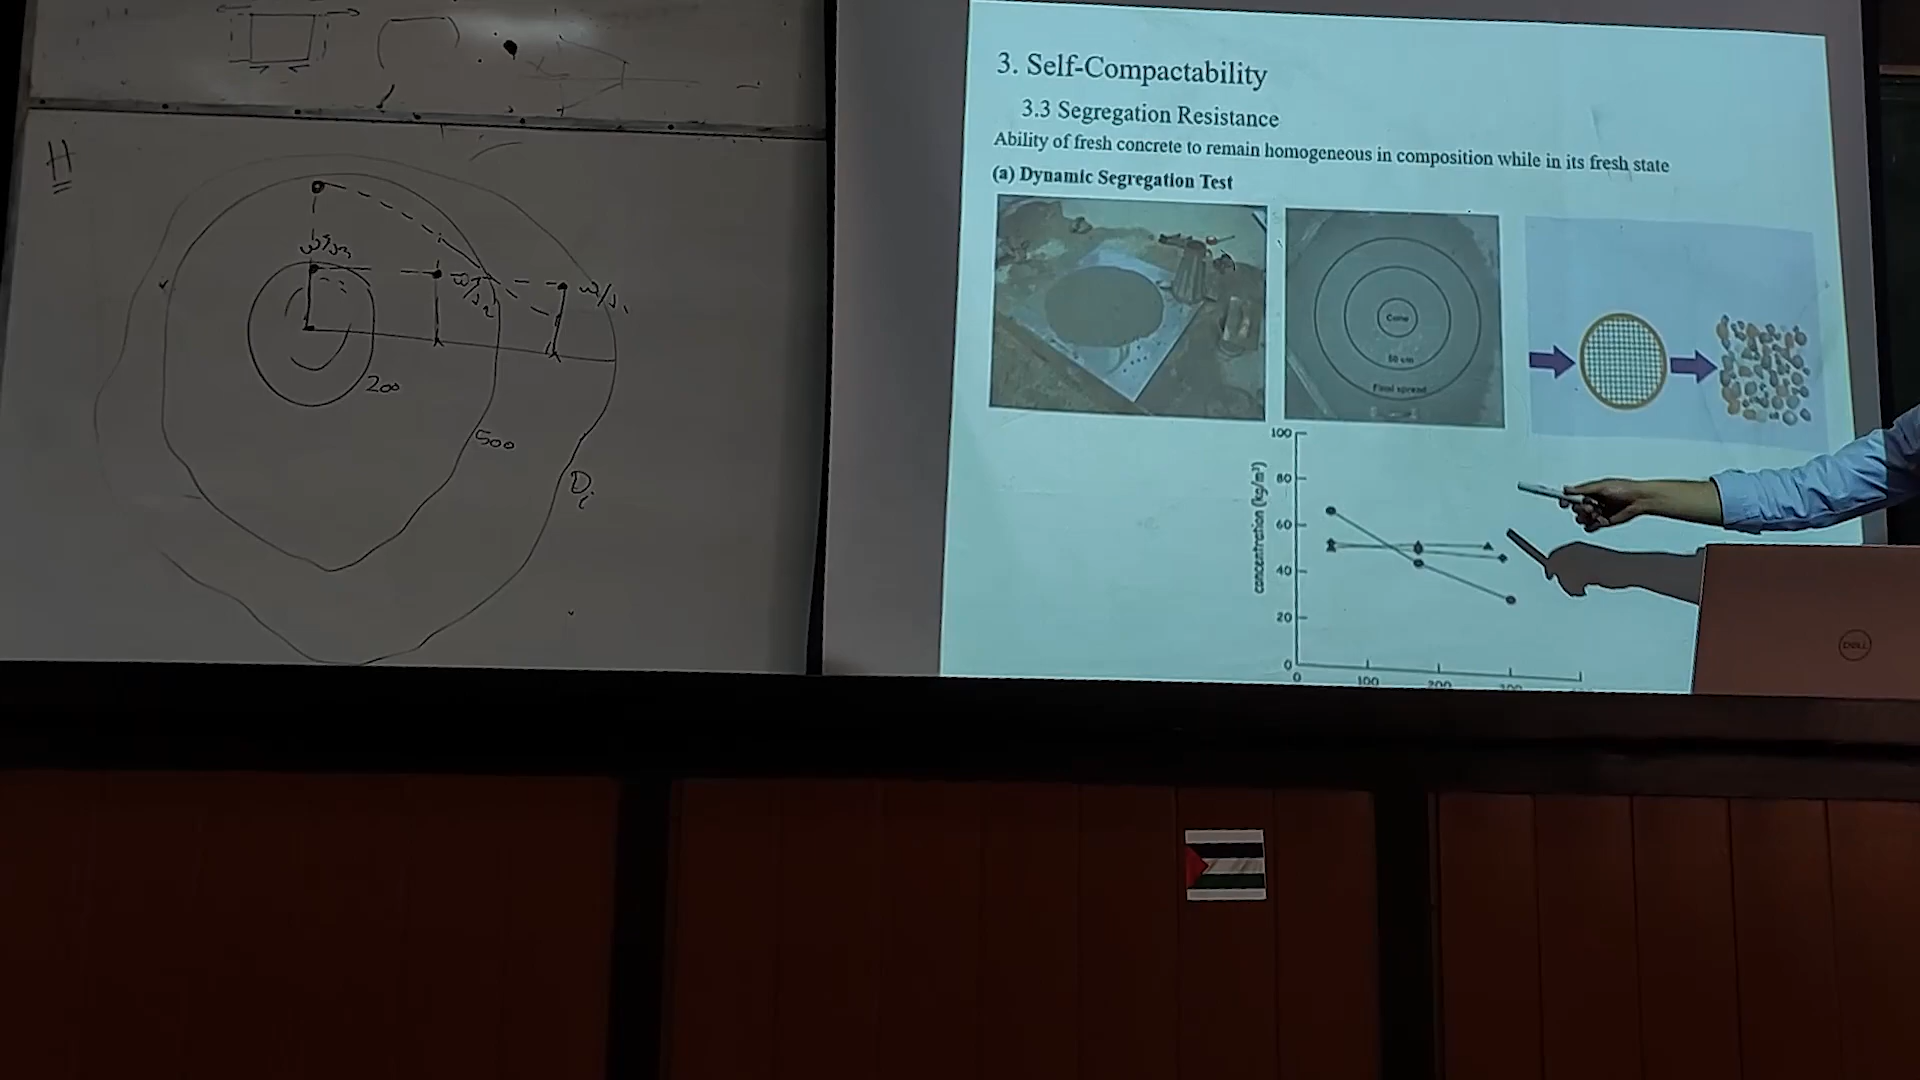 H
200
500
Di
3. Self-Compactability
3.3 Segregation Resistance
Ability of fresh concrete to remain homogeneous in composition while in its fresh state
(a) Dynamic Segregation Test
Cone
50 cm
Final spread
concentration (kg/m³)
100
80
60
40
20
0
0 100 200 300
DELL